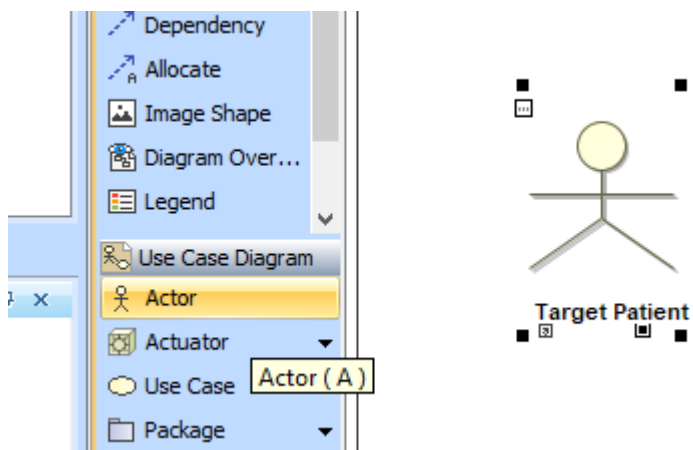 Dependency
Allocate
Image Shape
Diagram Over...
Legend
Use Case Diagram
Actor
Actuator
Use Case
Actor ( A )
Package
Target Patient